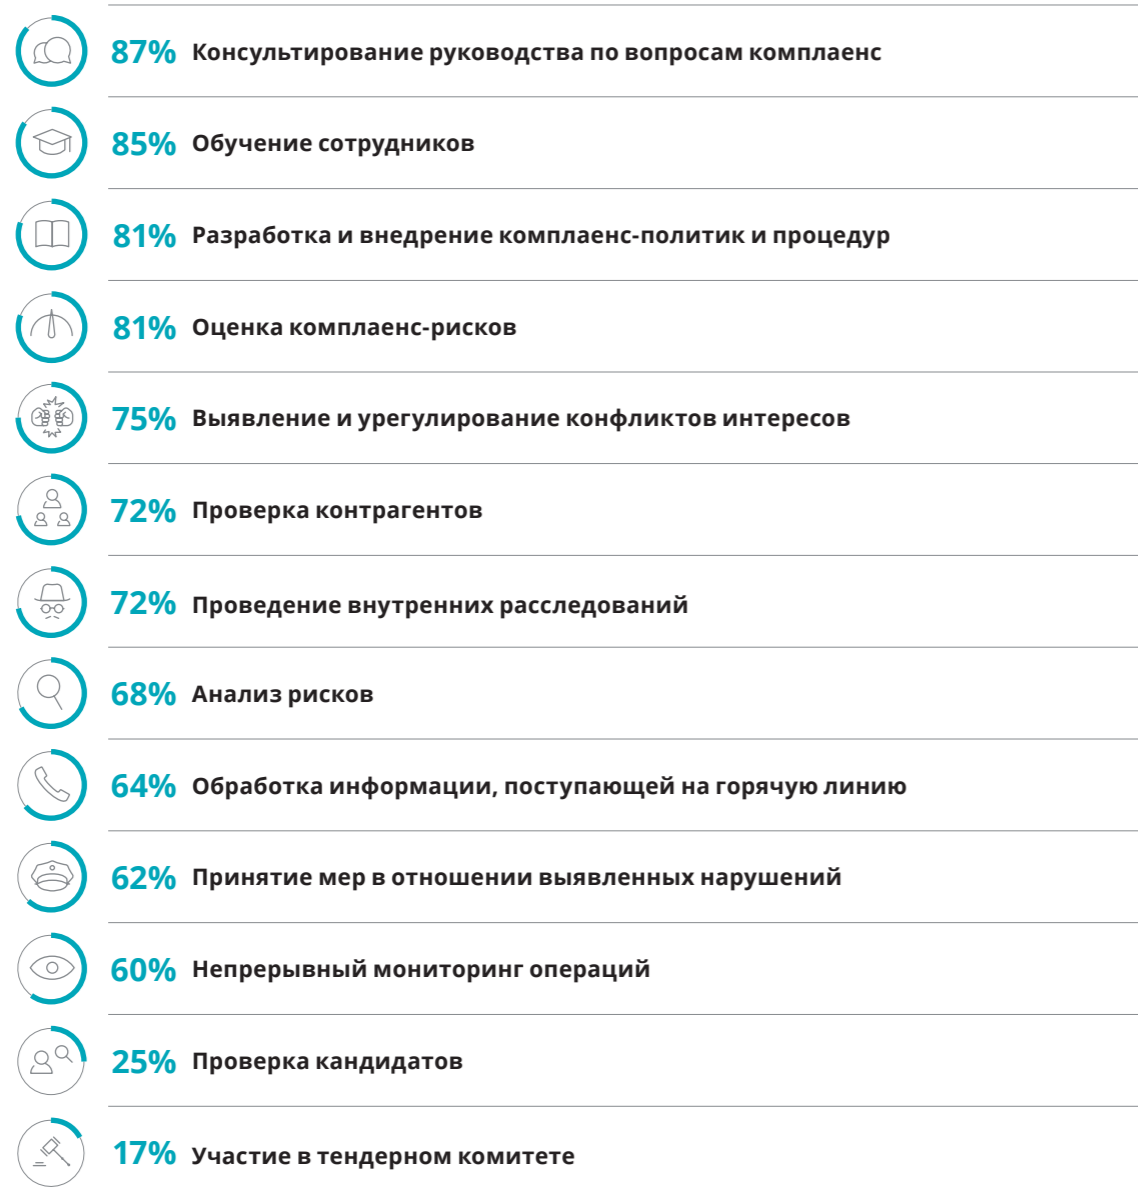 87% Консультирование руководства по вопросам комплаенс
85% Обучение сотрудников
81% Разработка и внедрение комплаенс-политик и процедур
81% Оценка комплаенс-рисков
75% Выявление и урегулирование конфликтов интересов
72% Проверка контрагентов
72% Проведение внутренних расследований
68% Анализ рисков
64% Обработка информации, поступающей на горячую линию
62% Принятие мер в отношении выявленных нарушений
60% Непрерывный мониторинг операций
25% Проверка кандидатов
17% Участие в тендерном комитете